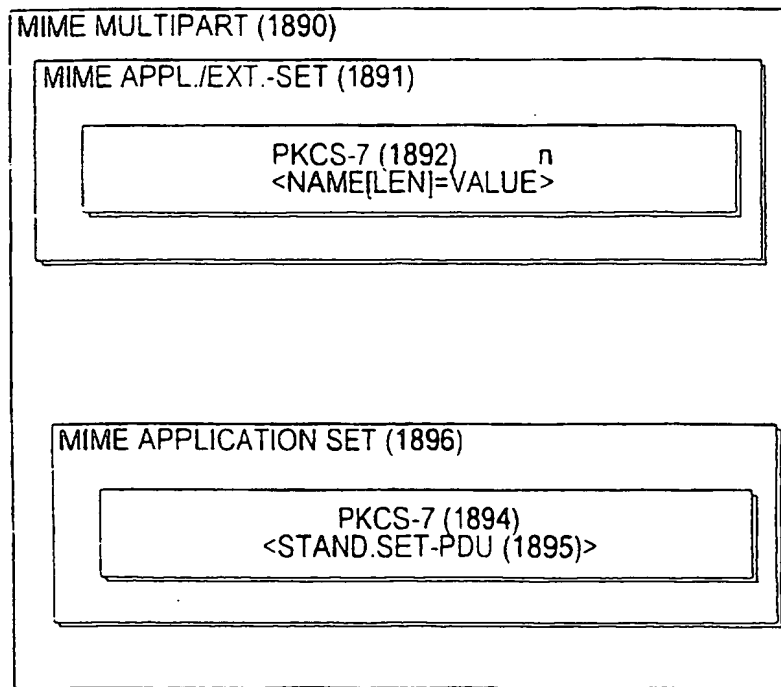 MIME MULTIPART (1890)
MIME APPL./EXT.-SET (1891)
PKCS-7 (1892) n
<NAME[LEN]=VALUE>
MIME APPLICATION SET (1896)
PKCS-7 (1894)
<STAND.SET-PDU (1895)>